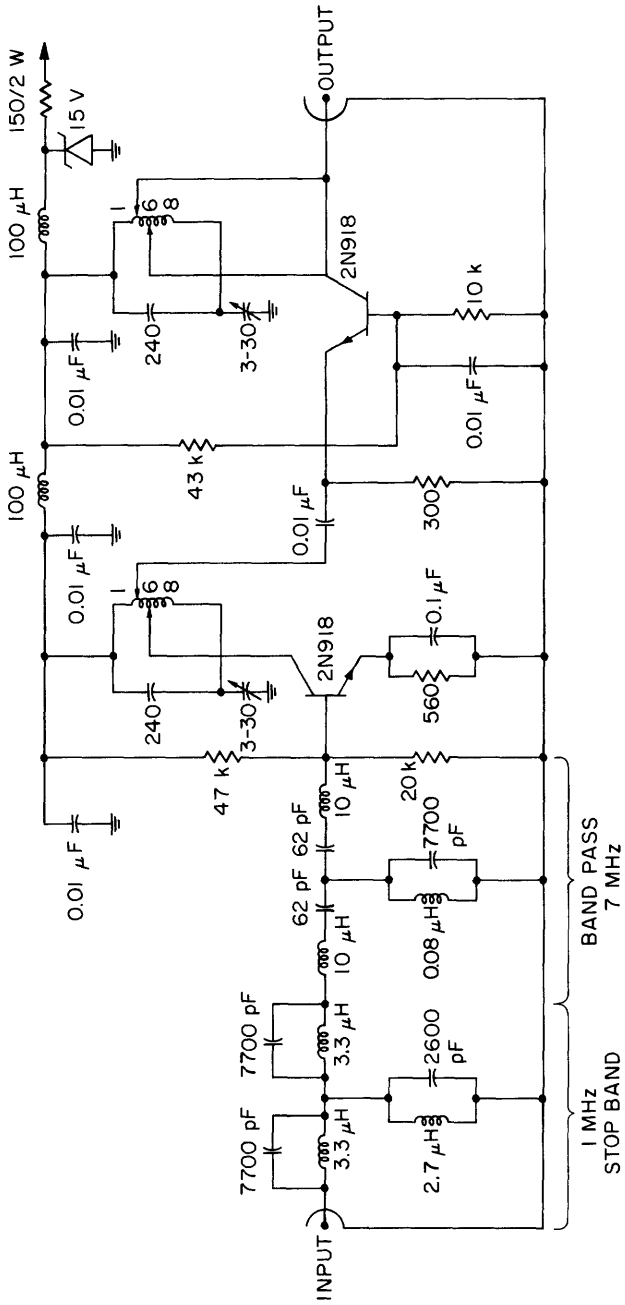 150/2 W
15 V
100 μH
1
6
8
240
3-30
2N918
OUTPUT
0.01 μF
10 k
0.01 μF
100 μH
43 k
0.01 μF
300
0.01 μF
1
6
8
240
3-30
2N918
0.1 μF
560
47 k
20k
0.01 μF
10 μH
62 pF
62 pF
10 μH
7700 pF
0.08 μH
BAND PASS
7 MHz
7700 pF
3.3 μH
7700 pF
3.3 μH
2600 pF
2.7 μH
1 MHz
STOP BAND
INPUT